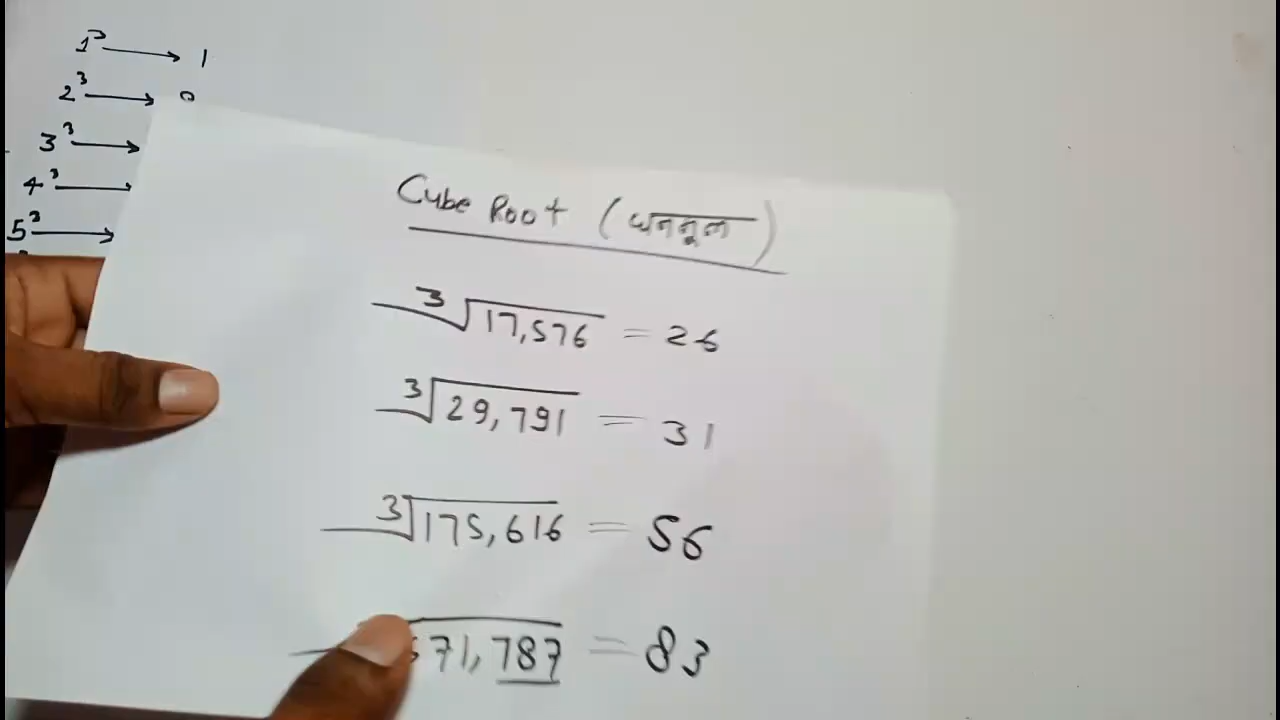 1³ → 1
2³ →
3³ →
4³ →
5³ →
Cube Root (घनमूल)
³√17,576 = 26
³√29,791 = 31
³√175,616 = 56
71,787 = 83